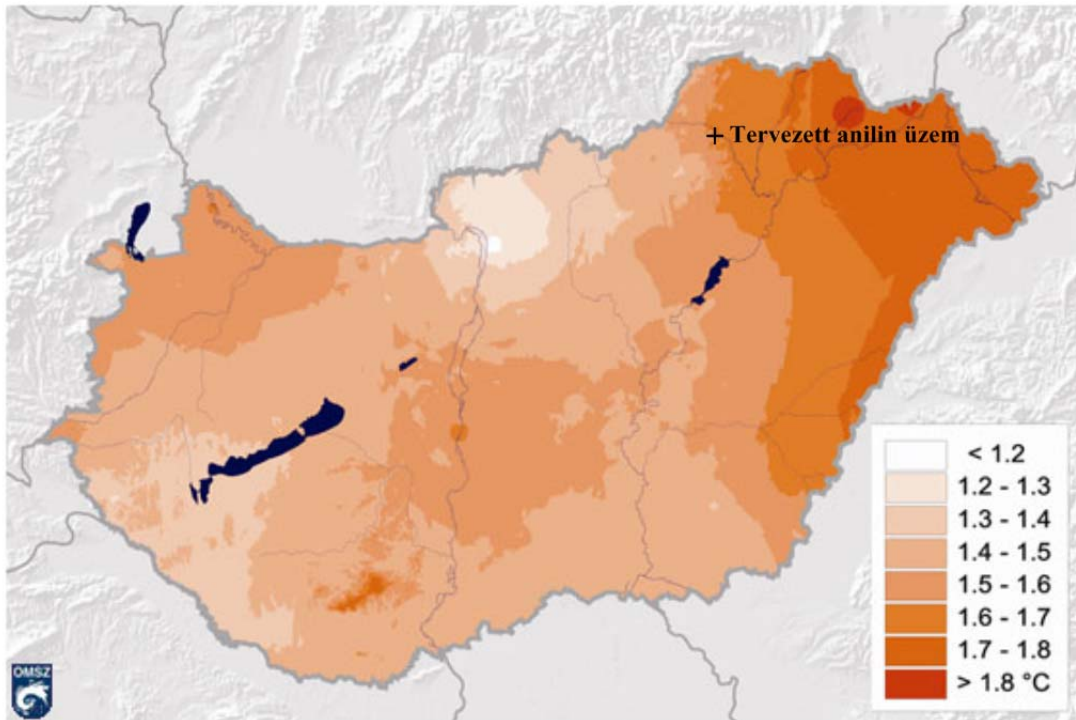 + Tervezett anilin üzem
< 1.2
1.2 - 1.3
1.3 - 1.4
1.4 - 1.5
1.5 - 1.6
1.6 - 1.7
1.7 - 1.8
> 1.8 °C
OMSZ